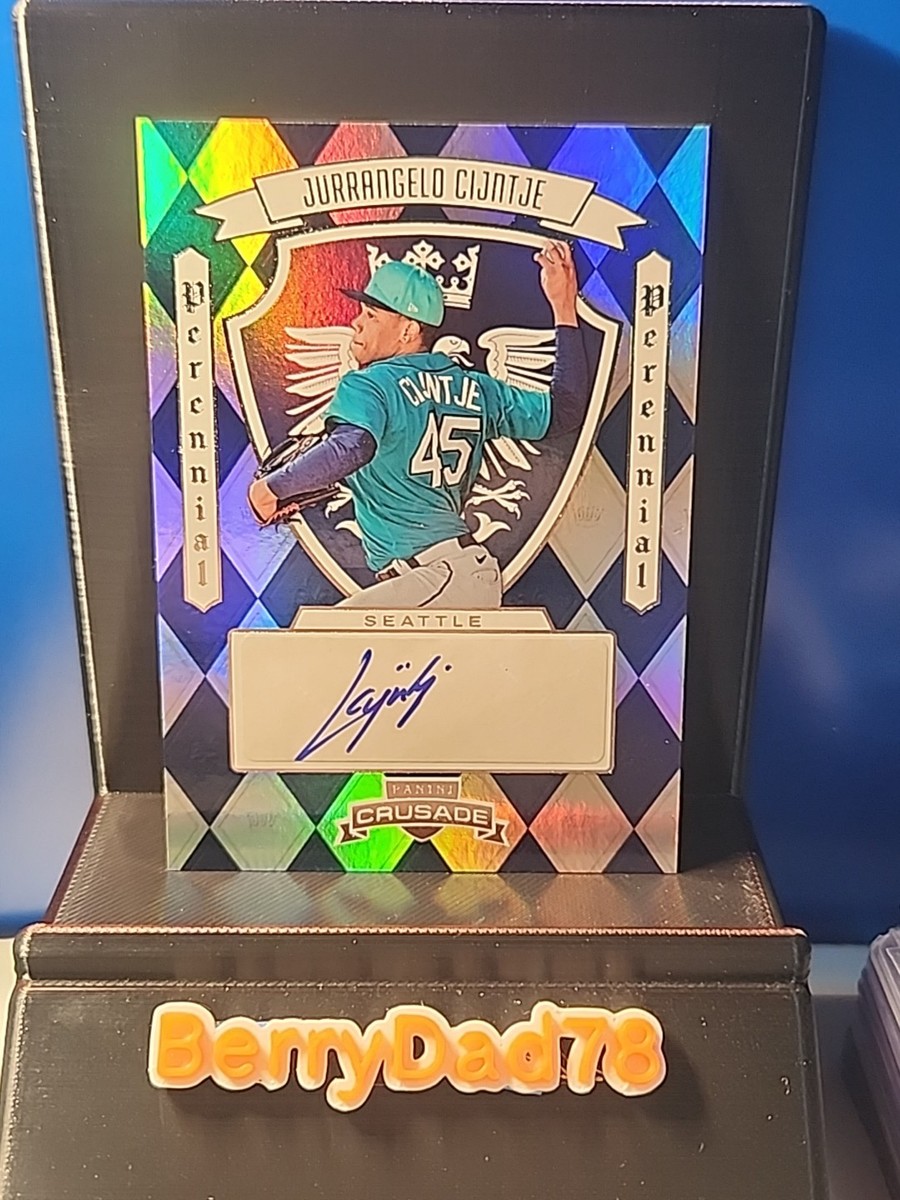 JURRANGELO CIJNTJE
Perennial
Perennial
CIJNTJE
45
SEATTLE
PANINI
CRUSADE
BerryDad78